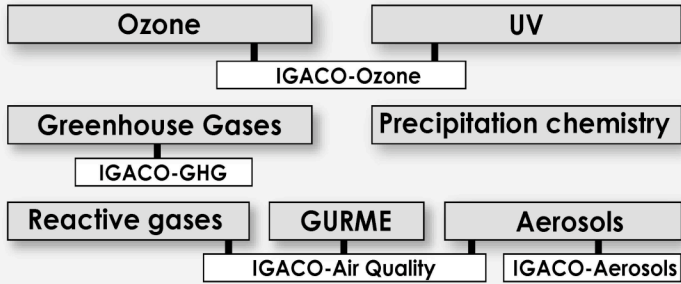 Ozone
UV
IGACO-Ozone
Greenhouse Gases
Precipitation chemistry
IGACO-GHG
Reactive gases
GURME
Aerosols
IGACO-Air Quality
IGACO-Aerosols